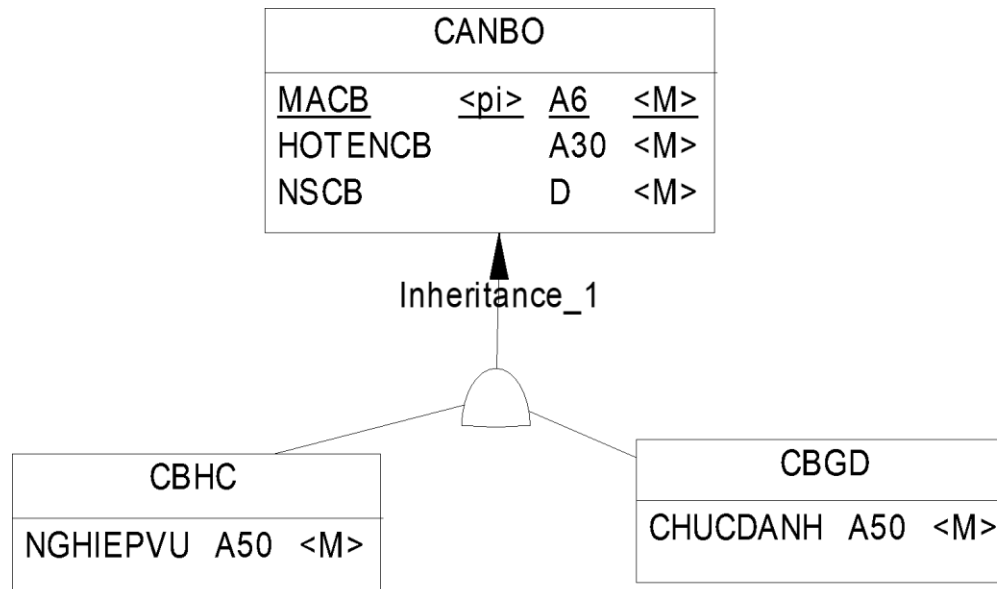 CANBO
MACB <pi> A6 <M>
HOTENCB A30 <M>
NSCB D <M>
Inheritance_1
CBHC
NGHIEPVU A50 <M>
CBGD
CHUCDANH A50 <M>